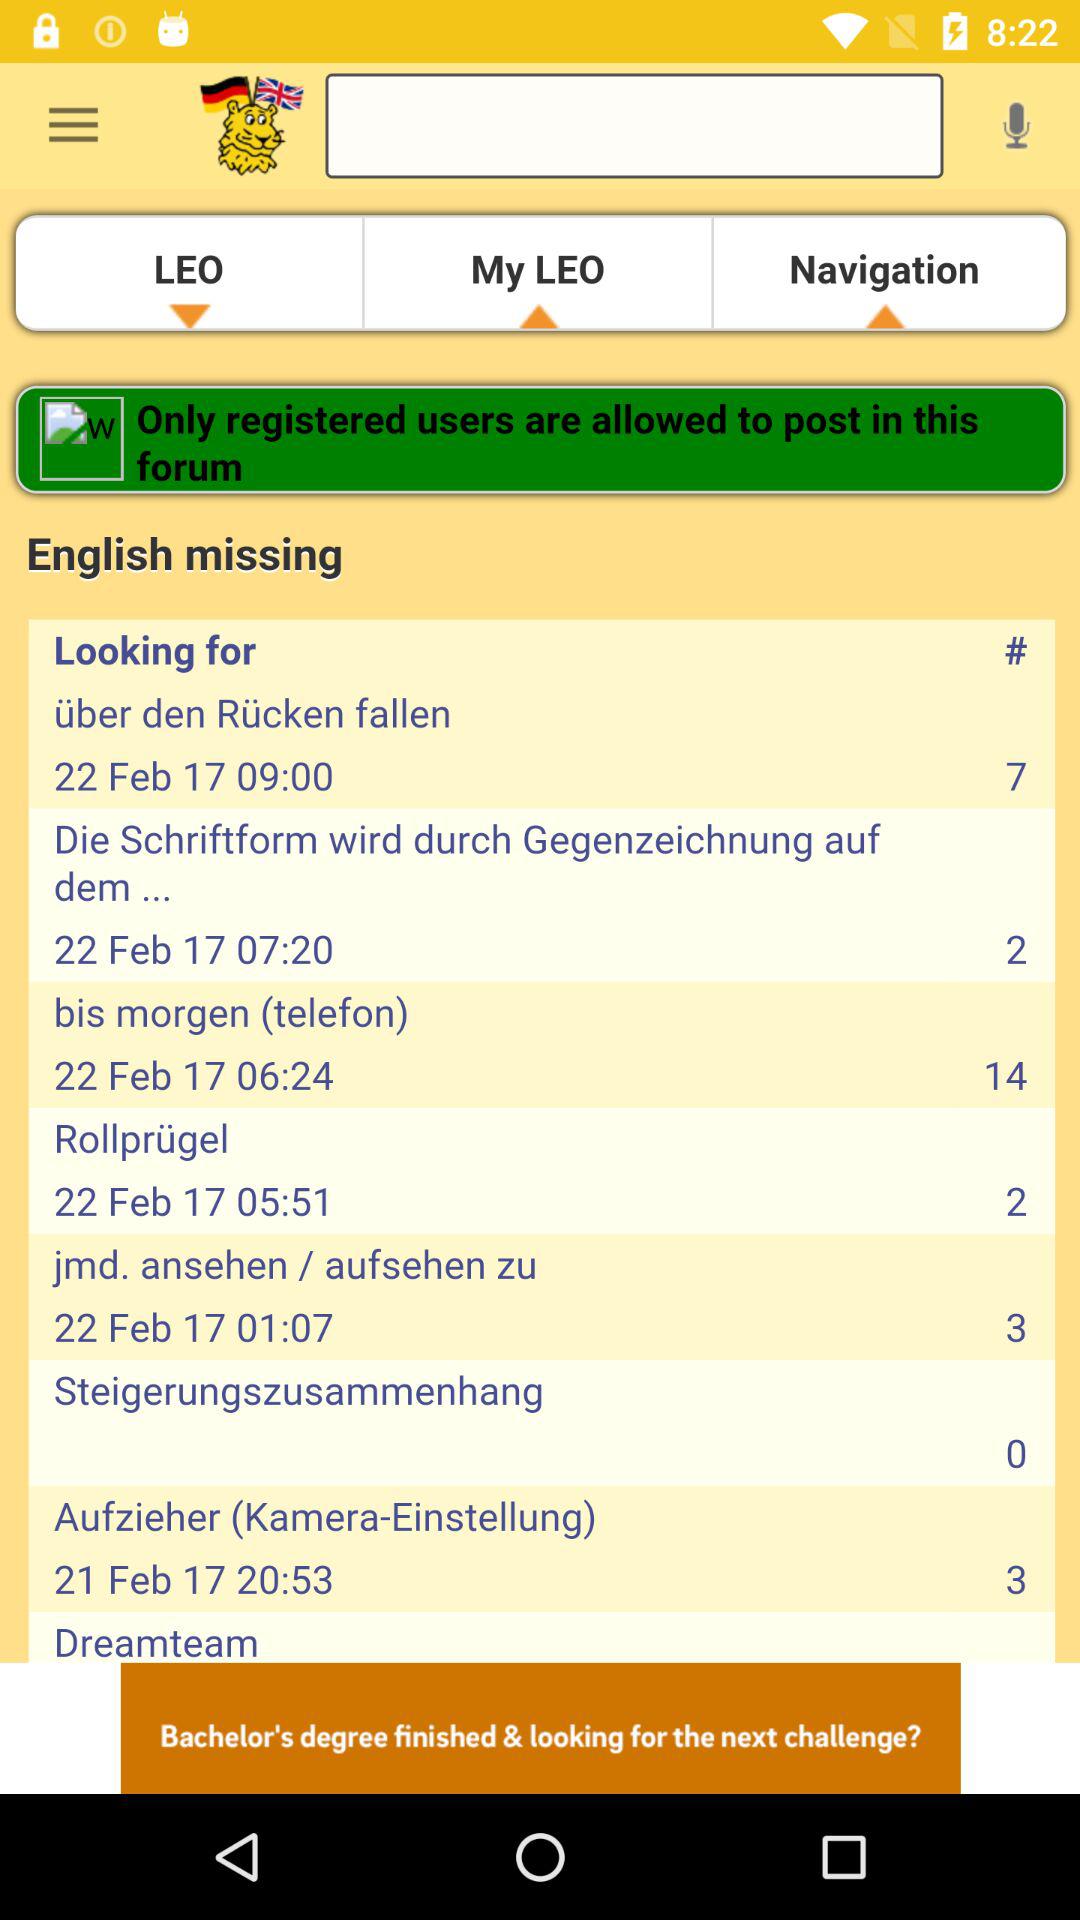 8:22
LEO
My LEO
Navigation
w
Only registered users are allowed to post in this
forum
English missing
Looking for #
über den Rücken fallen
22 Feb 17 09:00 7
Die Schriftform wird durch Gegenzeichnung auf
dem ...
22 Feb 17 07:20 2
bis morgen (telefon)
22 Feb 17 06:24 14
Rollprügel
22 Feb 17 05:51 2
jmd. ansehen / aufsehen zu
22 Feb 17 01:07 3
Steigerungszusammenhang
0
Aufzieher (Kamera-Einstellung)
21 Feb 17 20:53 3
Dreamteam
Bachelor's degree finished & looking for the next challenge?